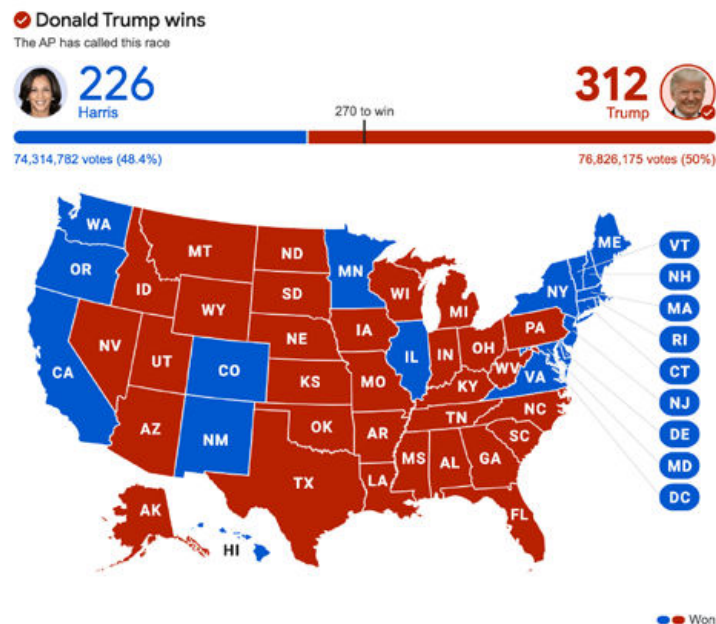 Donald Trump wins
The AP has called this race
226
312
Harris
270 to win
Trump
74,314,782 votes (48.4%)
76,826,175 votes (50%)
WA
ME
VT
MT
ND
OR
MN
NH
ID
SD
WI
NY
MA
WY
MI
RI
IA
PA
NE
NV
OH
IL
IN
UT
CT
CA
CO
WV
VA
KS
MO
KY
NJ
NC
TN
AZ
OK
DE
NM
AR
SC
MS
AL
GA
MD
LA
TX
DC
AK
FL
HI
Won